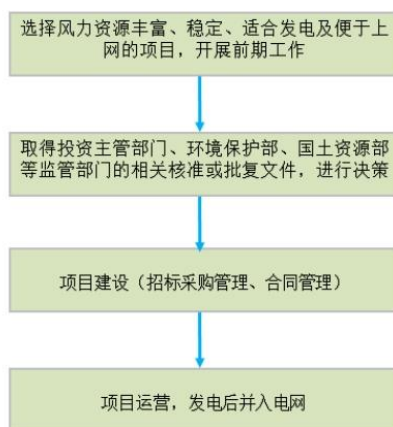 选择风力资源丰富、稳定、适合发电及便于上
网的项目，开展前期工作
取得投资主管部门、环境保护部、国土资源部
等监管部门的相关核准或批复文件，进行决策
项目建设（招标采购管理、合同管理）
项目运营，发电后并入电网